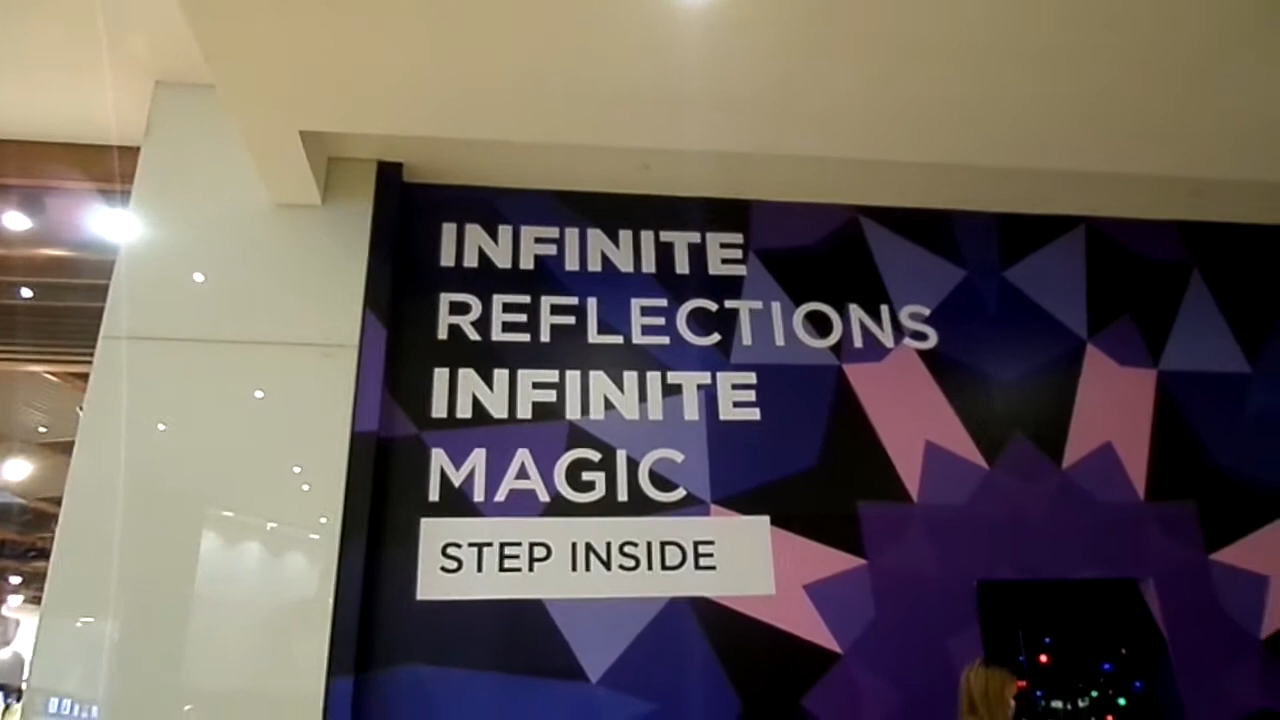 INFINITE
REFLECTIONS
INFINITE
MAGIC
STEP INSIDE